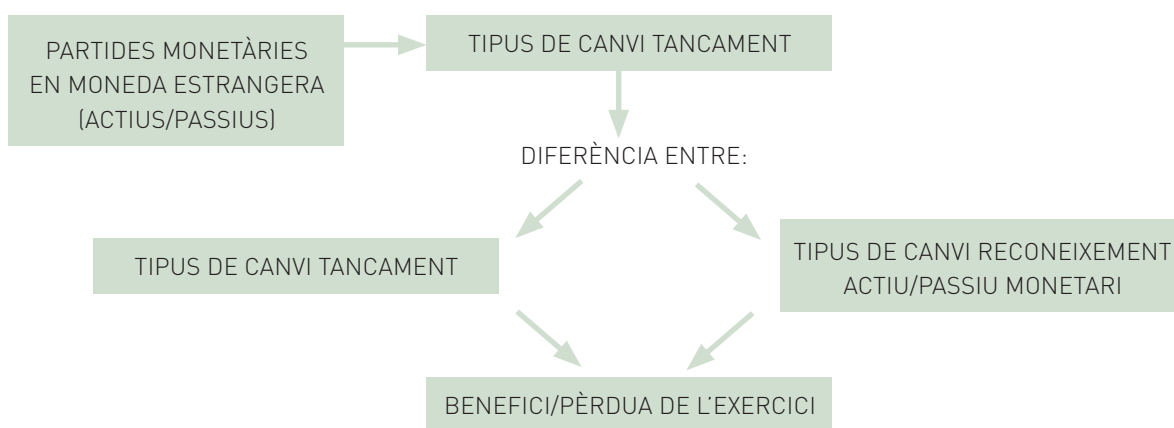 PARTIDES MONETÀRIES
EN MONEDA ESTRANGERA
(ACTIUS/PASSIUS)
TIPUS DE CANVI TANCAMENT
DIFERÈNCIA ENTRE:
TIPUS DE CANVI TANCAMENT
TIPUS DE CANVI RECONEIXEMENT
ACTIU/PASSIU MONETARI
BENEFICI/PÈRDUA DE L'EXERCICI